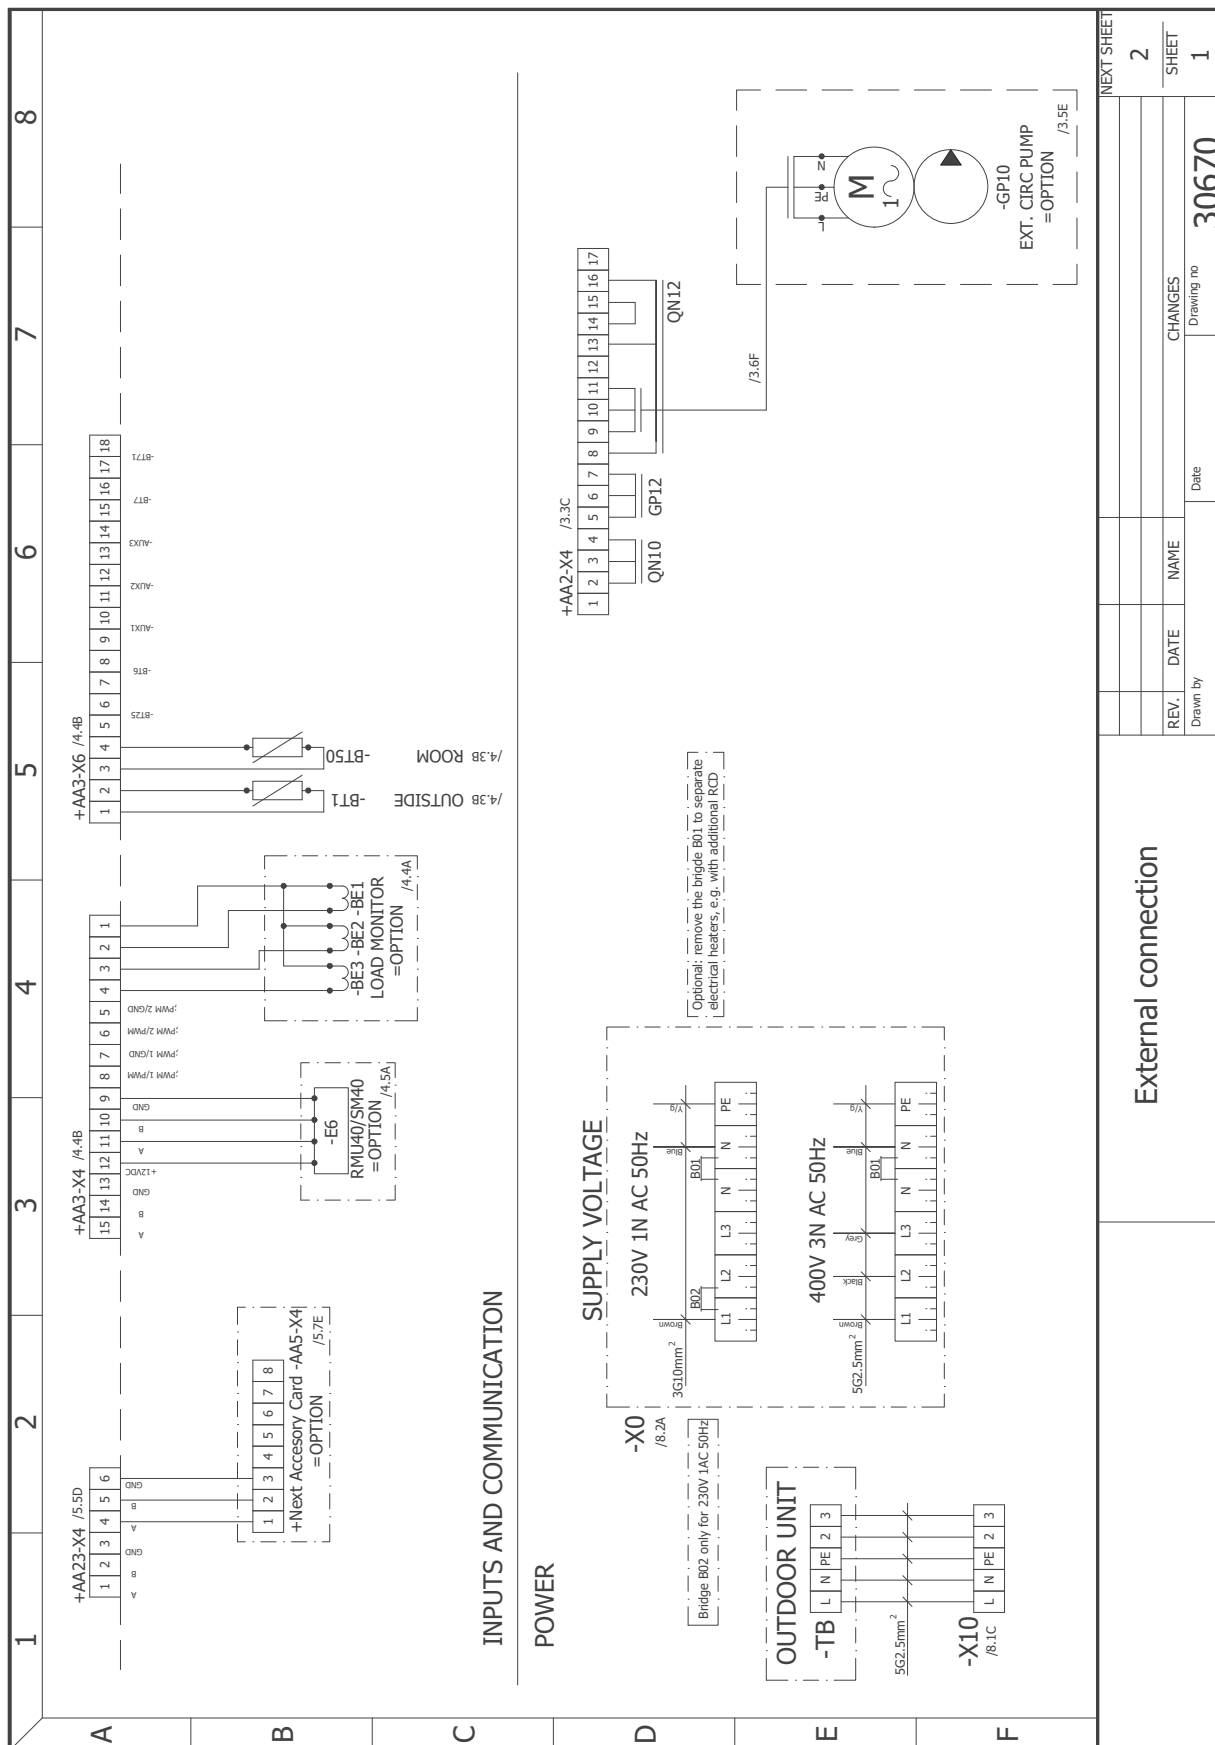 1 2 3 4 5 6 7 8
A
B
C
D
E
F
+AA23-X4 /5.5D
1 2 3 4 5 6
A
B
GND
A
B
GND
1 2 3 4 5 6 7 8
+Next Accesory Card -AA5-X4
=OPTION
/5.7E
+AA3-X4 /4.4B
15 14 13 12 11 10 9 8 7 6 5 4 3 2 1
A
B
GND
+12VDC
A
B
GND
;PWM 1/PWM
;PWM 1/GND
;PWM 2/PWM
;PWM 2/GND
-E6
RMU40/SM40
=OPTION
/4.5A
-BE3 -BE2 -BE1
LOAD MONITOR
=OPTION
/4.4A
+AA3-X6 /4.4B
1 2 3 4 5 6 7 8 9 10 11 12 13 14 15 16 17 18
-BT25
-BT6
-AUX1
-AUX2
-AUX3
-BT7
-BT71
-BT1
/4.3B OUTSIDE
-BT50
/4.3B ROOM
INPUTS AND COMMUNICATION
POWER
Bridge B02 only for 230V 1AC 50Hz
-X0
/8.2A
SUPPLY VOLTAGE
230V 1N AC 50Hz
3G10mm²
Brown
Blue
Y/g
B02
B01
L1 L2 L3 N N PE
400V 3N AC 50Hz
5G2.5mm²
Brown
Black
Grey
Blue
Y/g
B01
L1 L2 L3 N N PE
Optional: remove the brigde B01 to separate
electrical heaters, e.g. with additional RCD
OUTDOOR UNIT
-TB
L N PE 2 3
5G2.5mm²
-X10
/8.1C
L N PE 2 3
+AA2-X4 /3.3C
1 2 3 4 5 6 7 8 9 10 11 12 13 14 15 16 17
QN10
GP12
QN12
/3.6F
L
PE
N
M
1
-GP10
EXT. CIRC PUMP
=OPTION
/3.5E
External connection
REV. DATE NAME CHANGES
Drawn by
Date
Drawing no
30670
NEXT SHEET
2
SHEET
1